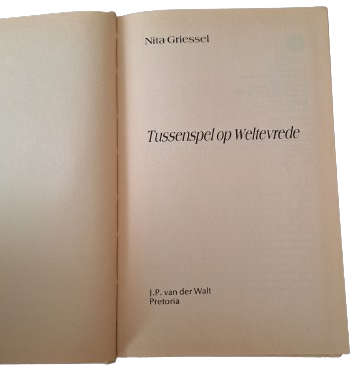 Nita Griessel
Tussenspel op Weltevrede
J.P. van der Walt
Pretoria